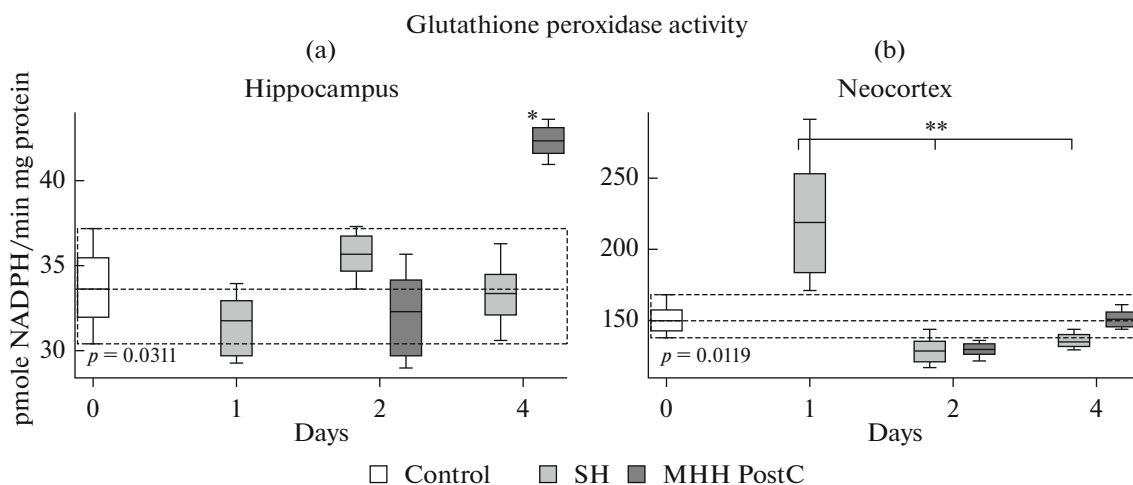 Glutathione peroxidase activity
(a) (b)
Hippocampus Neocortex
pmole NADPH/min mg protein
40
35
30
*
p = 0.0311
0 1 2 4
Days
250
200
150
**
p = 0.0119
0 1 2 4
Days
Control SH MHH PostC